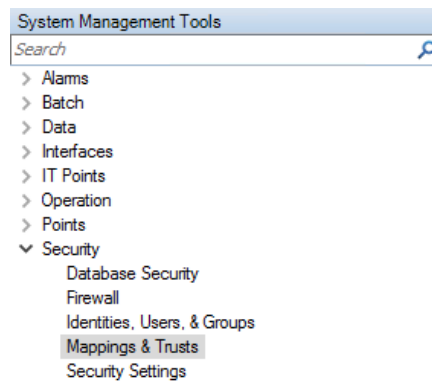 System Management Tools
Search
Alarms
Batch
Data
Interfaces
IT Points
Operation
Points
Security
Database Security
Firewall
Identities, Users, & Groups
Mappings & Trusts
Security Settings